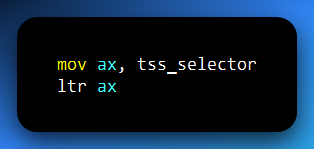 mov ax, tss_selector
ltr ax